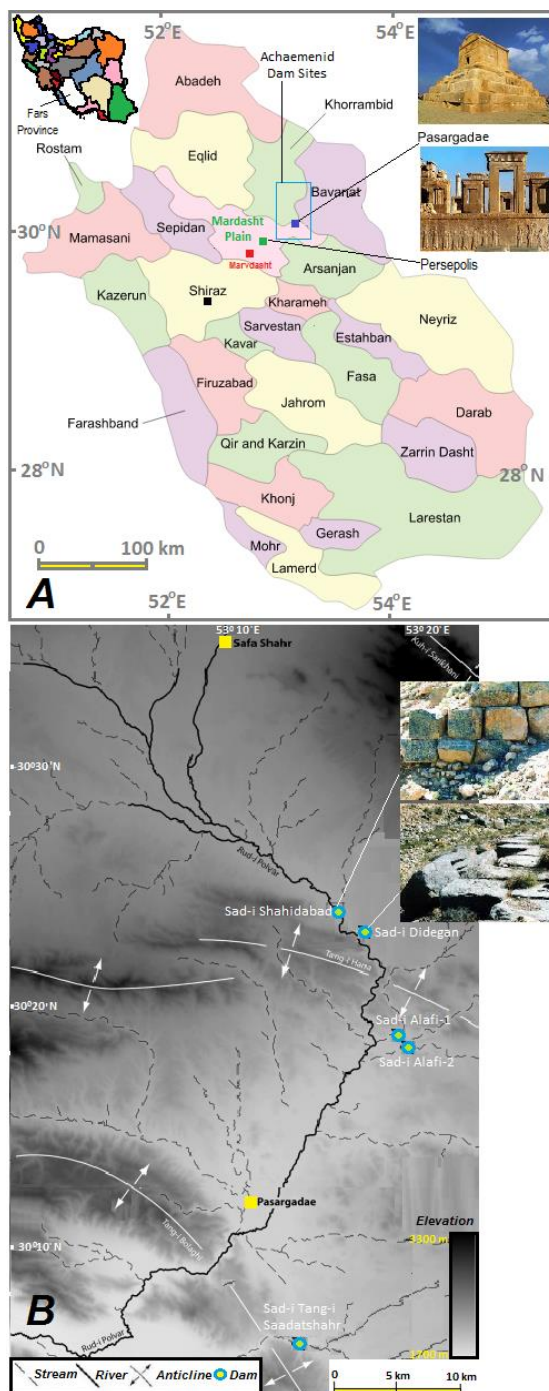 52°E
54°E
Achaemenid
Dam Sites
Fars
Province
Abadeh
Khorrambid
Rostam
Eqlid
Pasargadae
Bavanat
30°N
Sepidan
Mardasht
Plain
Mamasani
Marvdasht
Persepolis
Arsanjan
Kazerun
Shiraz
Kharameh
Neyriz
Sarvestan
Estahban
Kavar
Fasa
Firuzabad
Jahrom
Darab
Farashband
Qir and Karzin
Zarrin Dasht
28°N
28°N
Khonj
Larestan
0
100 km
Gerash
Mohr
Lamerd
A
52°E
54°E
53°10'E
53°20'E
Safa Shahr
Kuh-i Sarikhani
30°30'N
Rud-i Polvar
Sad-i Shahidabad
Sad-i Didegan
Tang-i Hana
30°20'N
Sad-i Alafi-1
Sad-i Alafi-2
Pasargadae
Tang-i Bolaghi
Elevation
3300 m
30°10'N
B
Sad-i Tang-i
Saadatshahr
Rud-i Polvar
1700 m
Stream
River
Anticline
Dam
0
5 km
10 km